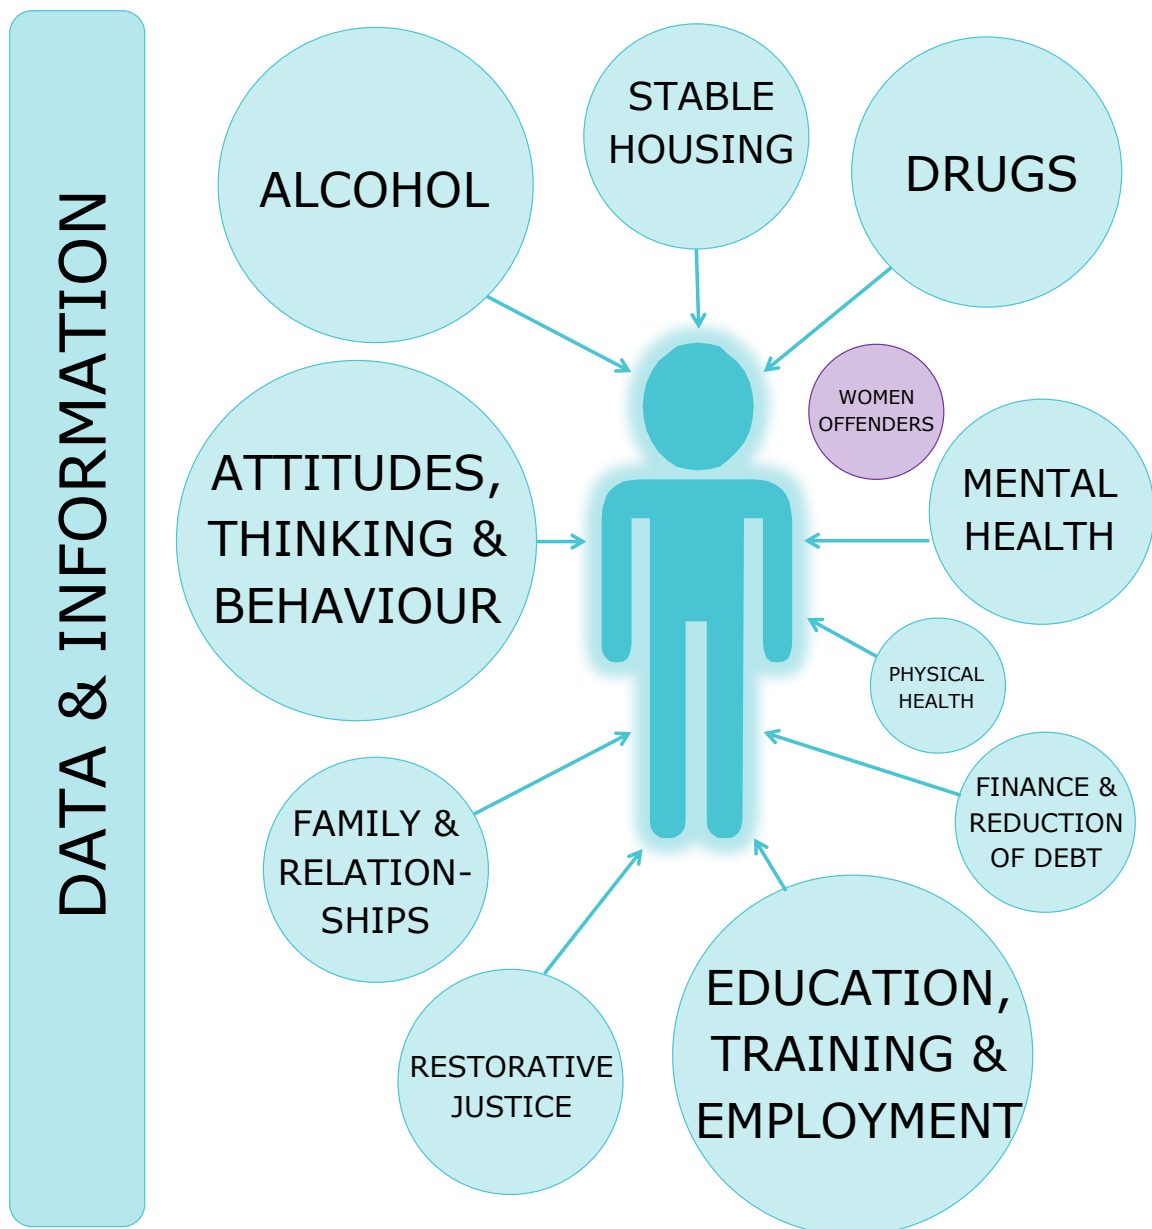 DATA & INFORMATION
ALCOHOL
STABLE
HOUSING
DRUGS
WOMEN
OFFENDERS
ATTITUDES,
THINKING &
BEHAVIOUR
MENTAL
HEALTH
PHYSICAL
HEALTH
FAMILY &
RELATION-
SHIPS
FINANCE &
REDUCTION
OF DEBT
RESTORATIVE
JUSTICE
EDUCATION,
TRAINING &
EMPLOYMENT